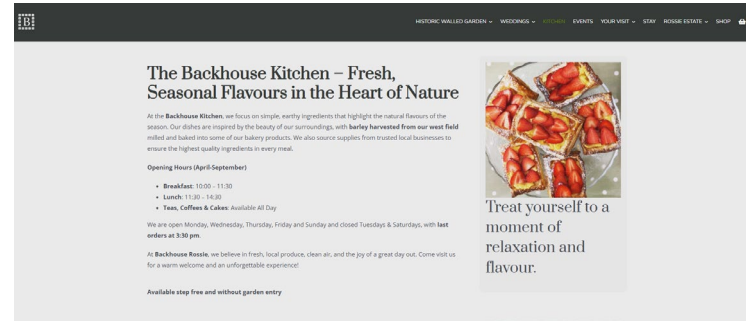 B
HISTORIC WALLED GARDEN WEDDINGS KITCHEN EVENTS YOUR VISIT STAY ROSSIE ESTATE SHOP
The Backhouse Kitchen – Fresh,
Seasonal Flavours in the Heart of Nature
At the Backhouse Kitchen, we focus on simple, earthy ingredients that highlight the natural flavours of the
season. Our dishes are inspired by the beauty of our surroundings, with barley harvested from our west field
milled and baked into some of our bakery products. We also source supplies from trusted local businesses to
ensure the highest quality ingredients in every meal.
Opening Hours (April-September)
• Breakfast: 10:00 – 11:30
• Lunch: 11:30 – 14:30
• Teas, Coffees & Cakes: Available All Day
We are open Monday, Wednesday, Thursday, Friday and Sunday and closed Tuesdays & Saturdays, with last
orders at 3:30 pm.
At Backhouse Rossie, we believe in fresh, local produce, clean air, and the joy of a great day out. Come visit us
for a warm welcome and an unforgettable experience!
Available step free and without garden entry
Treat yourself to a
moment of
relaxation and
flavour.